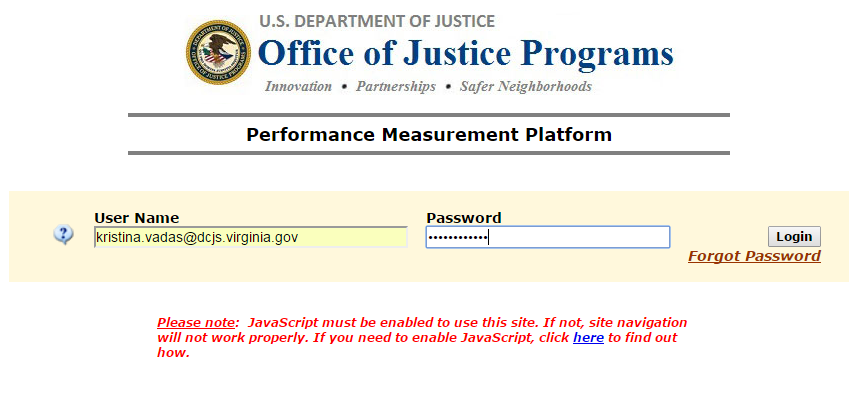 U.S. DEPARTMENT OF JUSTICE
Office of Justice Programs
Innovation • Partnerships • Safer Neighborhoods
Performance Measurement Platform
User Name
Password
kristina.vadas@dcjs.virginia.gov
••••••••••••
Login
Forgot Password
Please note: JavaScript must be enabled to use this site. If not, site navigation
will not work properly. If you need to enable JavaScript, click here to find out
how.